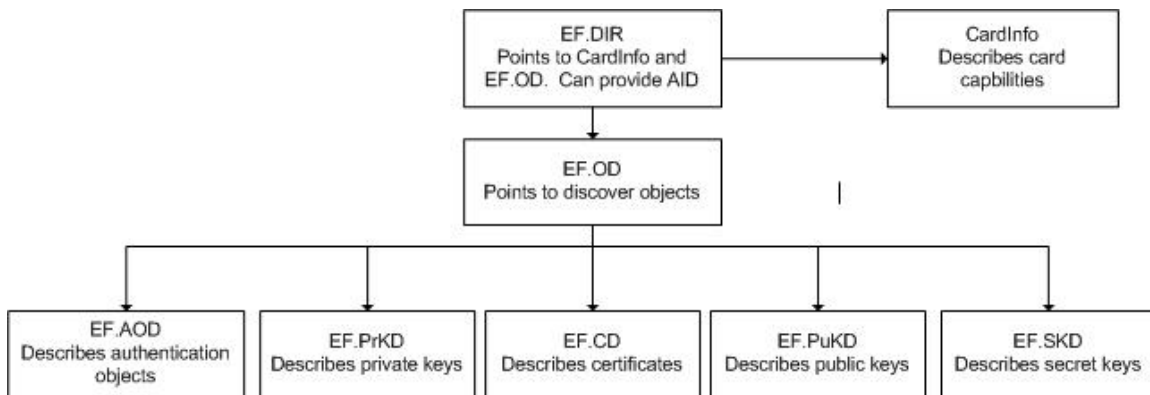 EF.DIR
Points to CardInfo and
EF.OD. Can provide AID
CardInfo
Describes card
capbilities
EF.OD
Points to discover objects
EF.AOD
Describes authentication
objects
EF.PrKD
Describes private keys
EF.CD
Describes certificates
EF.PuKD
Describes public keys
EF.SKD
Describes secret keys